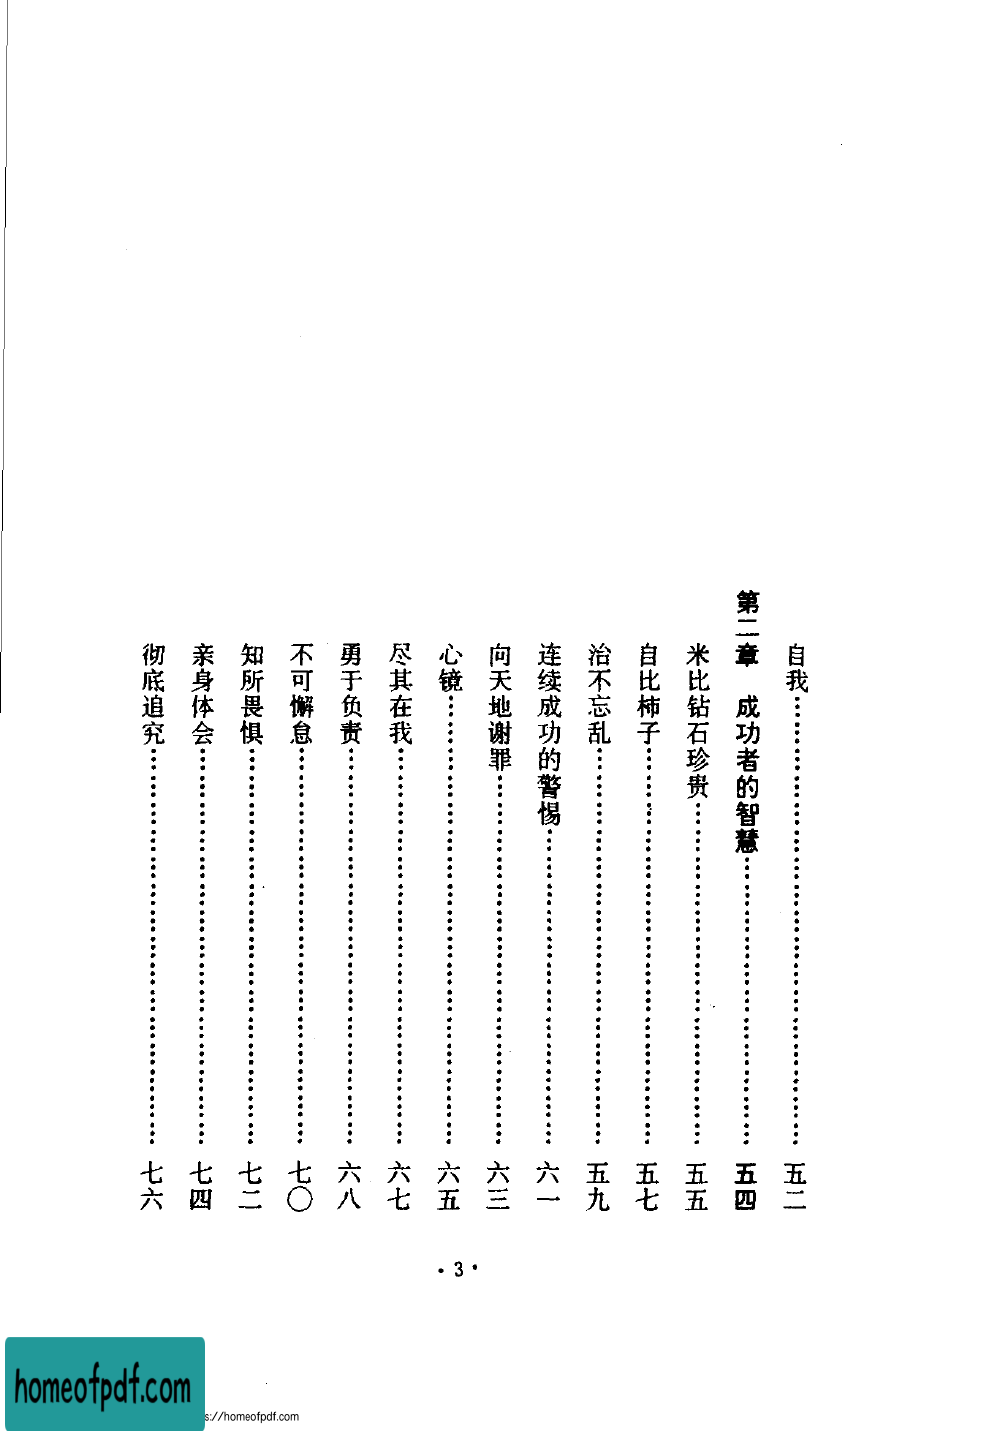 自我……………………………………五二
第二章　成功者的智慧……………………………………五四
米比钻石珍贵……………………………………五五
自比柿子……………………………………五七
治不忘乱……………………………………五九
连续成功的警惕……………………………………六一
向天地谢罪……………………………………六三
心镜……………………………………六五
尽其在我……………………………………六七
勇于负责……………………………………六八
不可懈怠……………………………………七〇
知所畏惧……………………………………七二
亲身体会……………………………………七四
彻底追究……………………………………七六
·3·
homeofpdf.com
s://homeofpdf.com